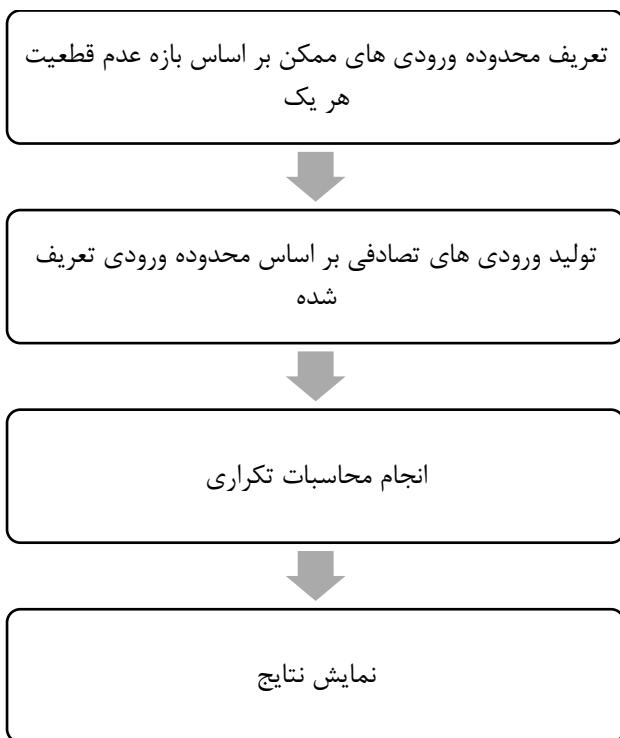 تعریف محدوده ورودی های ممکن بر اساس بازه عدم قطعیت
هر یک
تولید ورودی های تصادفی بر اساس محدوده ورودی تعریف
شده
انجام محاسبات تکراری
نمایش نتایج